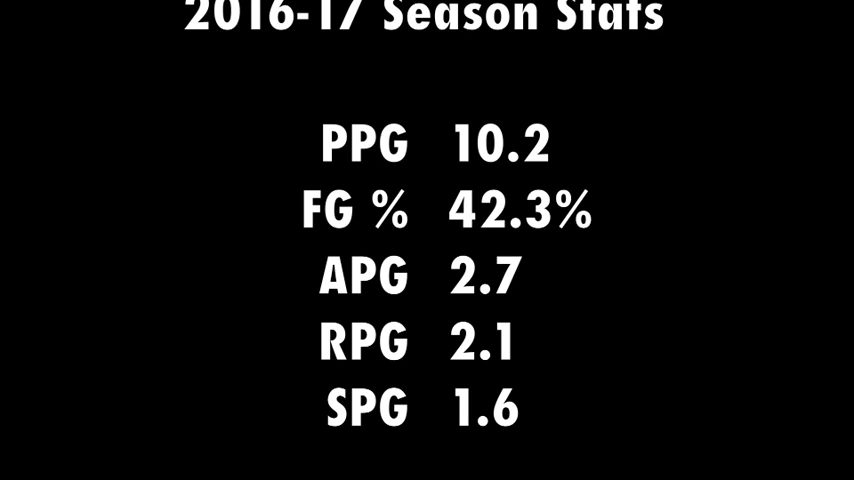 2016-17 Season Stats
PPG 10.2
FG % 42.3%
APG 2.7
RPG 2.1
SPG 1.6